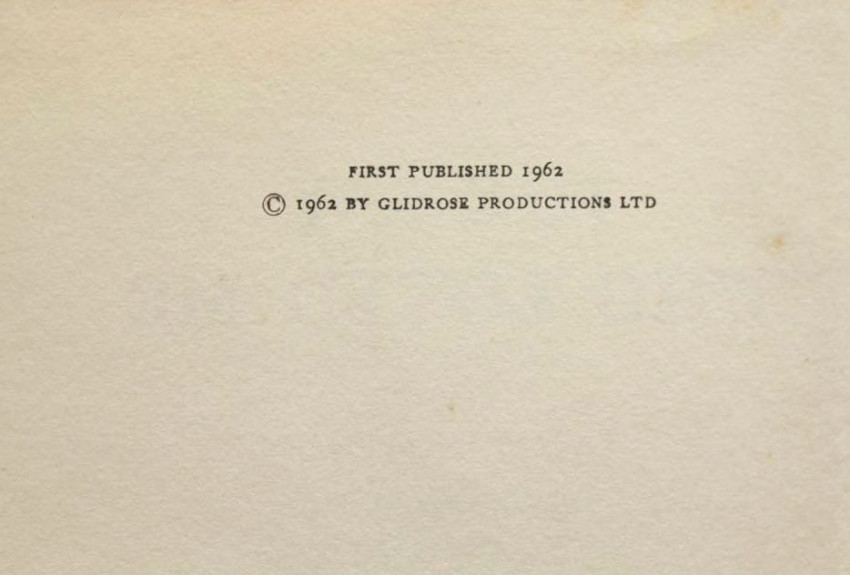 FIRST PUBLISHED 1962
© 1962 BY GLIDROSE PRODUCTIONS LTD